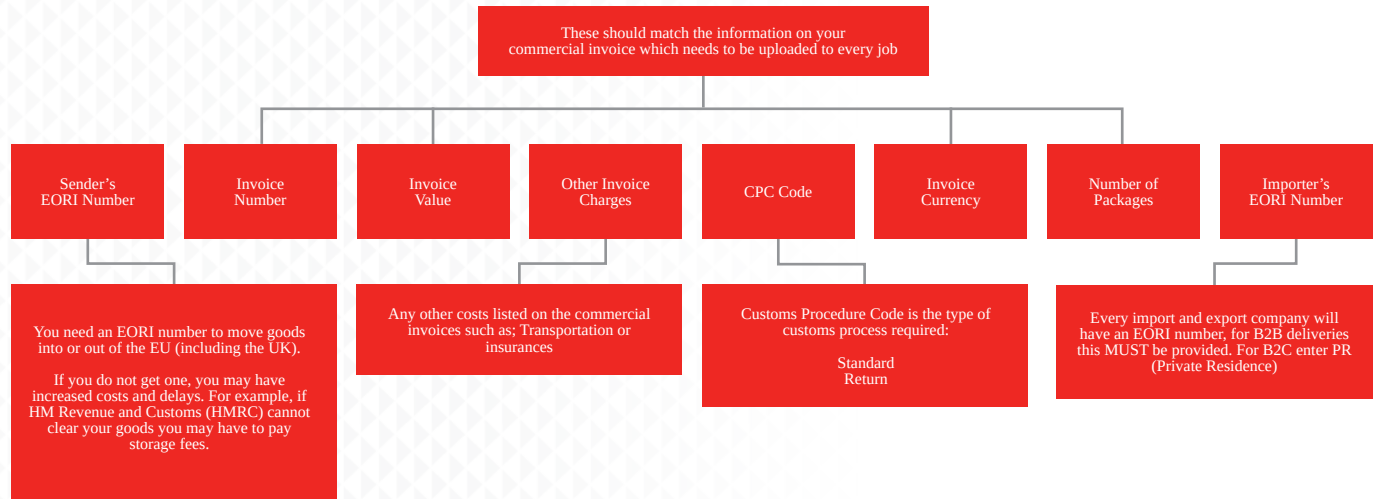 These should match the information on your
commercial invoice which needs to be uploaded to every job
Sender’s
EORI Number
Invoice
Number
Invoice
Value
Other Invoice
Charges
CPC Code
Invoice
Currency
Number of
Packages
Importer’s
EORI Number
You need an EORI number to move goods
into or out of the EU (including the UK).
If you do not get one, you may have
increased costs and delays. For example, if
HM Revenue and Customs (HMRC) cannot
clear your goods you may have to pay
storage fees.
Any other costs listed on the commercial
invoices such as; Transportation or
insurances
Customs Procedure Code is the type of
customs process required:
Standard
Return
Every import and export company will
have an EORI number, for B2B deliveries
this MUST be provided. For B2C enter PR
(Private Residence)